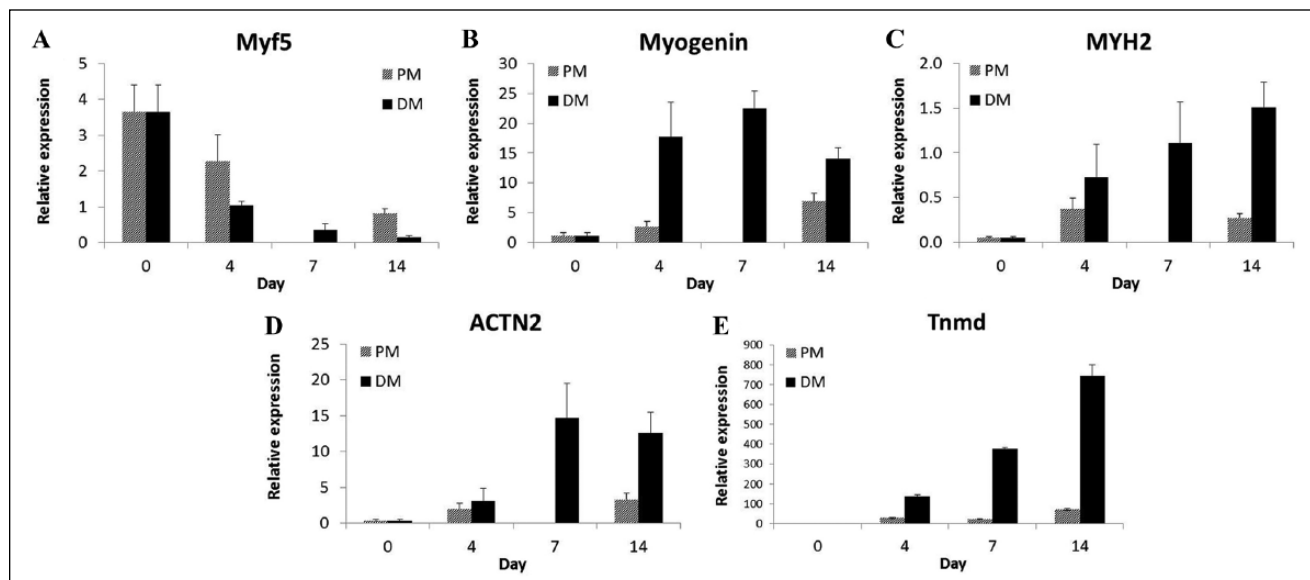 A
Myf5
Relative expression
5
4
3
2
1
0
PM
DM
0 4 7 14
Day
B
Myogenin
Relative expression
30
25
20
15
10
5
0
PM
DM
0 4 7 14
Day
C
MYH2
Relative expression
2.0
1.5
1.0
0.5
0.0
PM
DM
0 4 7 14
Day
D
ACTN2
Relative expression
25
20
15
10
5
0
PM
DM
0 4 7 14
Day
E
Tnmd
Relative expression
900
800
700
600
500
400
300
200
100
0
PM
DM
0 4 7 14
Day